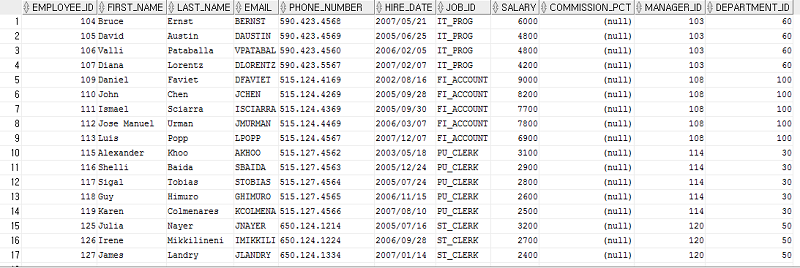 EMPLOYEE_ID FIRST_NAME LAST_NAME EMAIL PHONE_NUMBER HIRE_DATE JOB_ID SALARY COMMISSION_PCT MANAGER_ID DEPARTMENT_ID
1 104 Bruce Ernst BERNST 590.423.4568 2007/05/21 IT_PROG 6000 (null) 103 60
2 105 David Austin DAUSTIN 590.423.4569 2005/06/25 IT_PROG 4800 (null) 103 60
3 106 Valli Pataballa VPATABAL 590.423.4560 2006/02/05 IT_PROG 4800 (null) 103 60
4 107 Diana Lorentz DLORENTZ 590.423.5567 2007/02/07 IT_PROG 4200 (null) 103 60
5 109 Daniel Faviet DFAVIET 515.124.4169 2002/08/16 FI_ACCOUNT 9000 (null) 108 100
6 110 John Chen JCHEN 515.124.4269 2005/09/28 FI_ACCOUNT 8200 (null) 108 100
7 111 Ismael Sciarra ISCIARRA 515.124.4369 2005/09/30 FI_ACCOUNT 7700 (null) 108 100
8 112 Jose Manuel Urman JMURMAN 515.124.4469 2006/03/07 FI_ACCOUNT 7800 (null) 108 100
9 113 Luis Popp LPOPP 515.124.4567 2007/12/07 FI_ACCOUNT 6900 (null) 108 100
10 115 Alexander Khoo AKHOO 515.127.4562 2003/05/18 PU_CLERK 3100 (null) 114 30
11 116 Shelli Baida SBAIDA 515.127.4563 2005/12/24 PU_CLERK 2900 (null) 114 30
12 117 Sigal Tobias STOBIAS 515.127.4564 2005/07/24 PU_CLERK 2800 (null) 114 30
13 118 Guy Himuro GHIMURO 515.127.4565 2006/11/15 PU_CLERK 2600 (null) 114 30
14 119 Karen Colmenares KCOLMENA 515.127.4566 2007/08/10 PU_CLERK 2500 (null) 114 30
15 125 Julia Nayer JNAYER 650.124.1214 2005/07/16 ST_CLERK 3200 (null) 120 50
16 126 Irene Mikkilineni IMIKKILI 650.124.1224 2006/09/28 ST_CLERK 2700 (null) 120 50
17 127 James Landry JLANDRY 650.124.1334 2007/01/14 ST_CLERK 2400 (null) 120 50